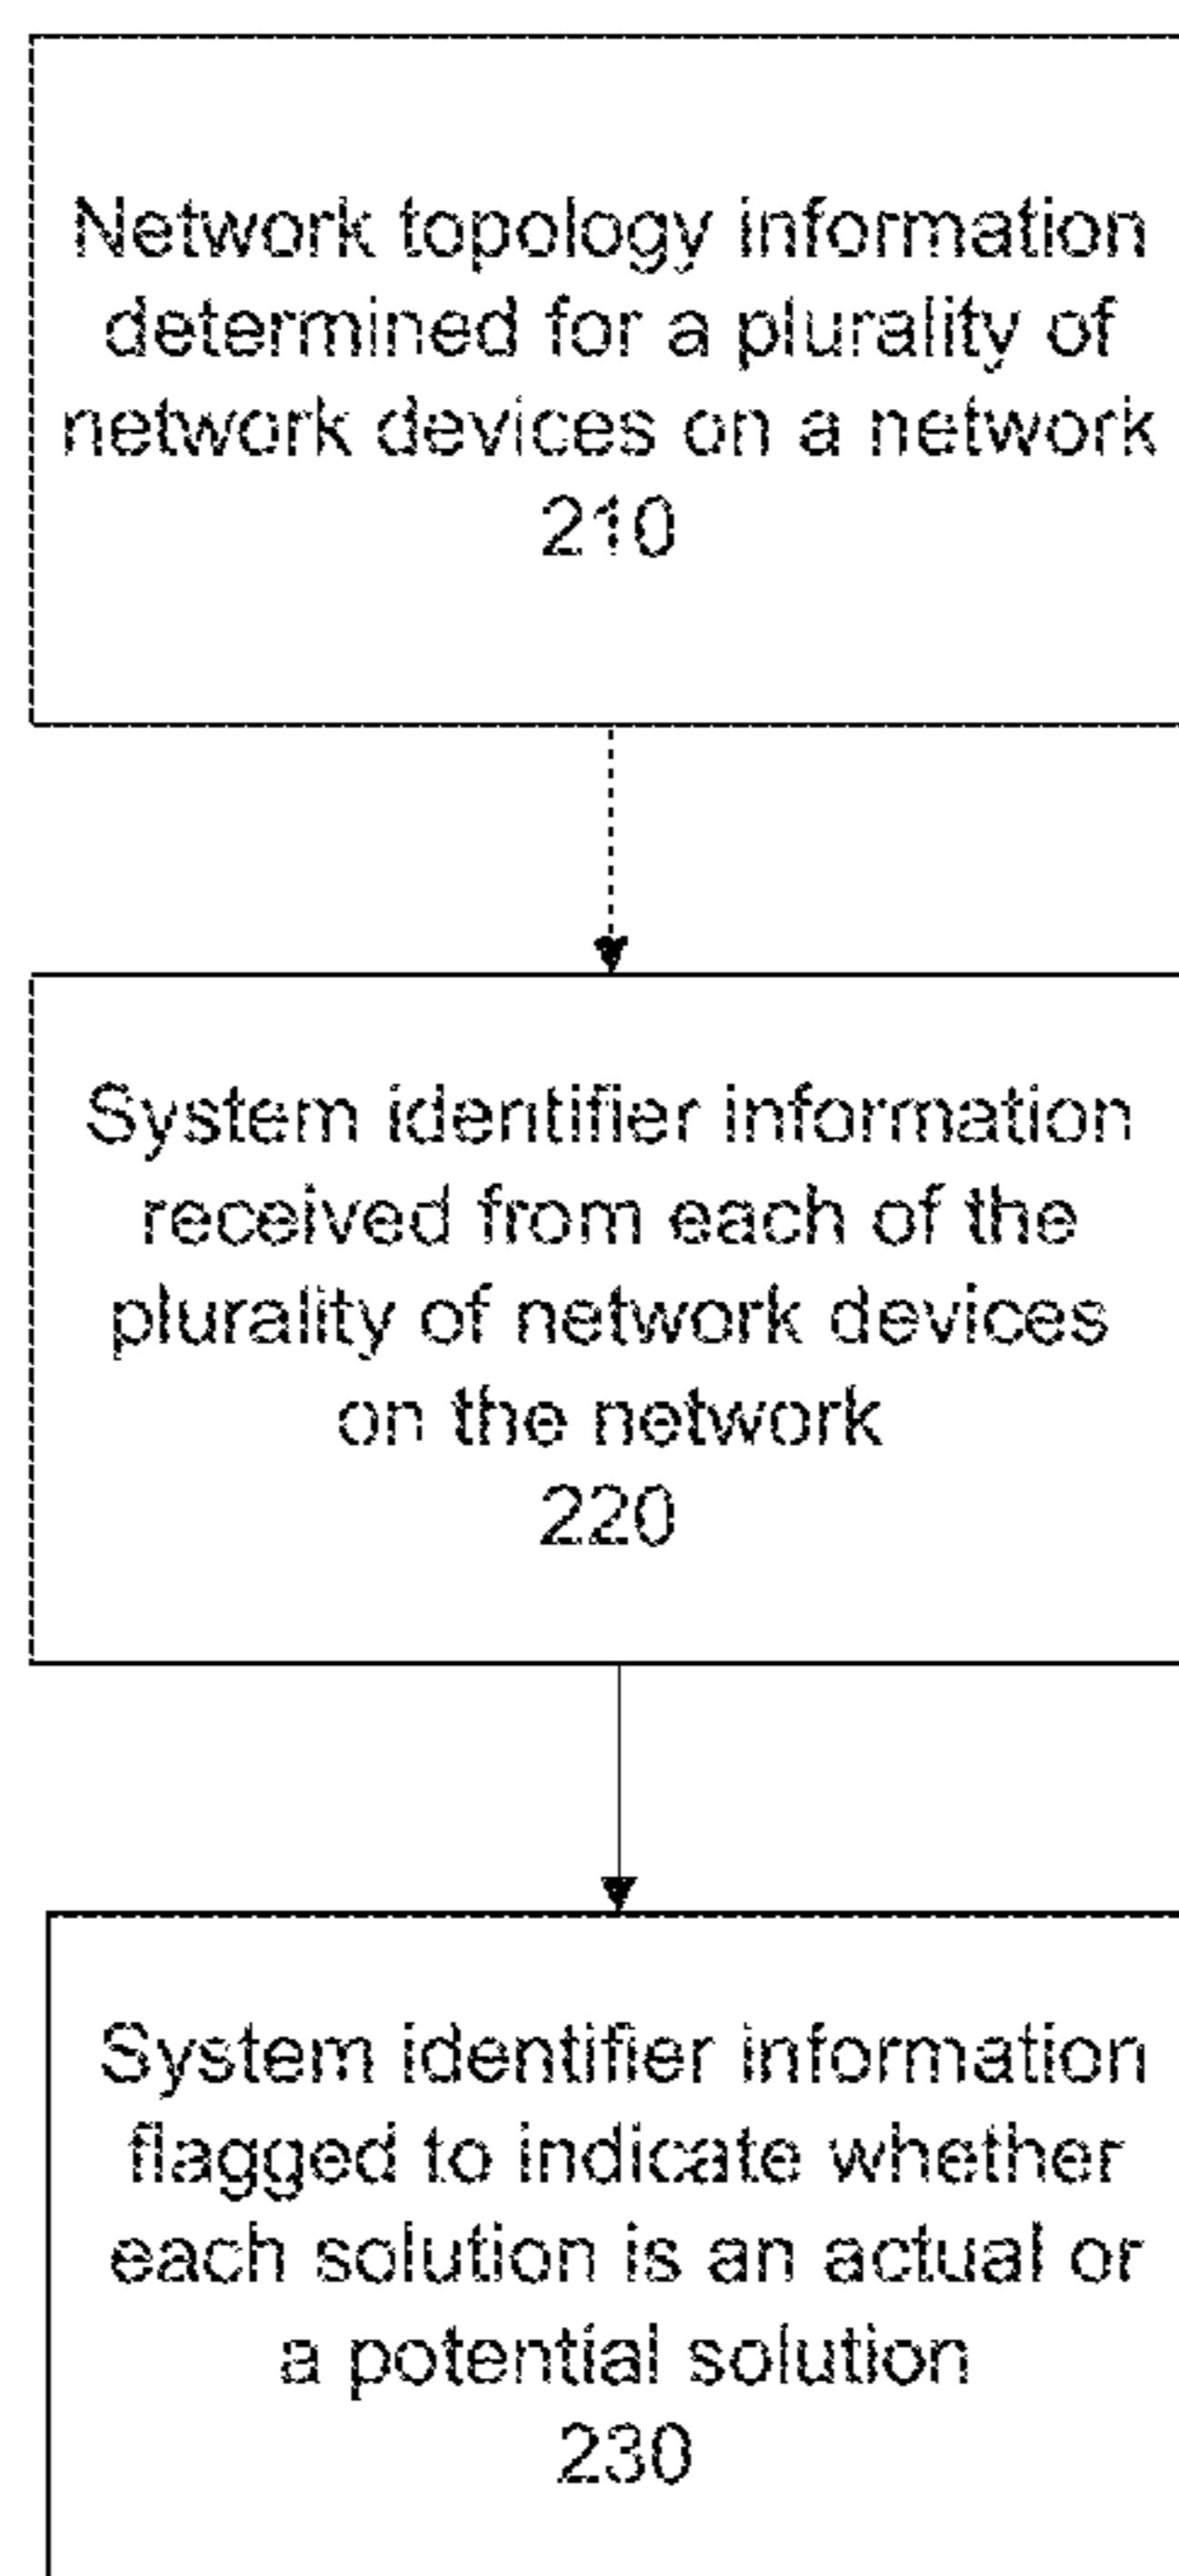 Network topology information
determined for a plurality of
network devices on a network
210
System identifier information
received from each of the
plurality of network devices
on the network
220
System identifier information
flagged to indicate whether
each solution is an actual or
a potential solution
230